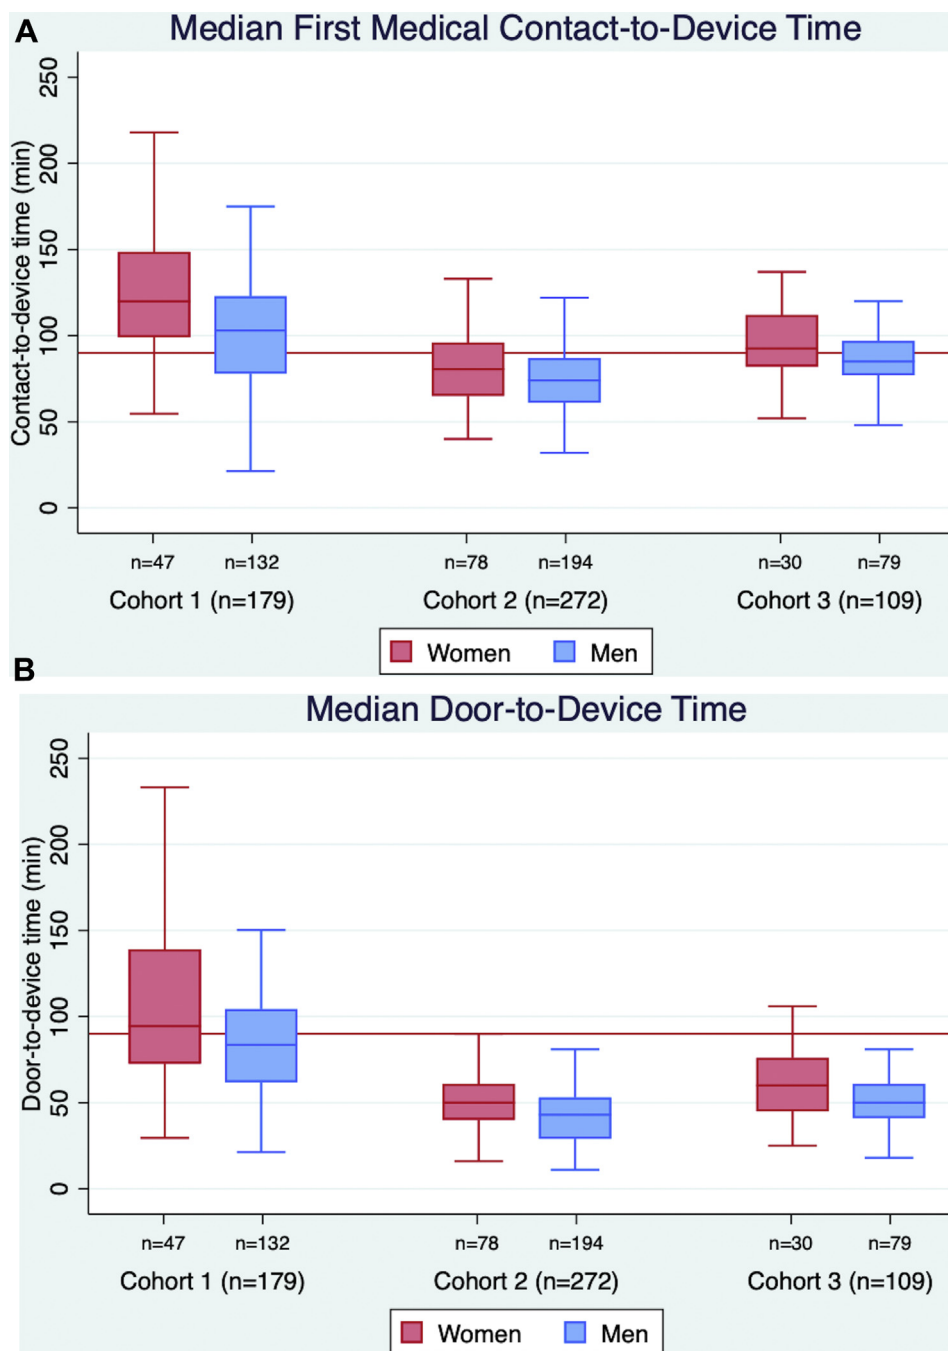 A
Median First Medical Contact-to-Device Time
Contact-to-device time (min)
250
200
150
100
50
0
n=47 n=132 n=78 n=194 n=30 n=79
Cohort 1 (n=179) Cohort 2 (n=272) Cohort 3 (n=109)
Women Men
B
Median Door-to-Device Time
Door-to-device time (min)
250
200
150
100
50
0
n=47 n=132 n=78 n=194 n=30 n=79
Cohort 1 (n=179) Cohort 2 (n=272) Cohort 3 (n=109)
Women Men